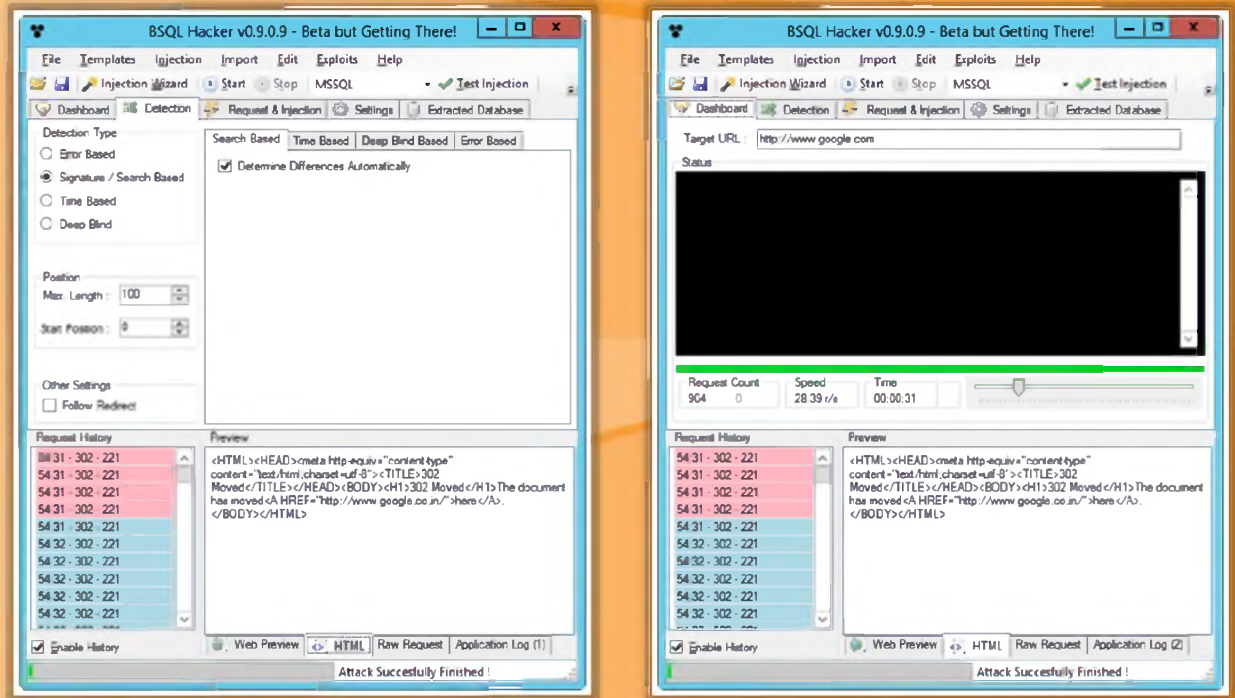 BSQL Hacker v0.9.0.9 - Beta but Getting There!
File Templates Injection Import Edit Exploits Help
Injection Wizard Start Stop MSSQL Test Injection
Dashboard Detection Request & Injection Settings Extracted Database
Detection Type
Error Based
Signature / Search Based
Time Based
Deep Blind
Search Based Time Based Deep Blind Based Error Based
Determine Differences Automatically
Position
Max. Length : 100
Start Position : 0
Other Settings
Follow Redirect
Request History
54:31 - 302 - 221
54:31 - 302 - 221
54:31 - 302 - 221
54:31 - 302 - 221
54:31 - 302 - 221
54:32 - 302 - 221
54:32 - 302 - 221
54:32 - 302 - 221
54:32 - 302 - 221
54:32 - 302 - 221
Enable History
Preview
<HTML><HEAD><meta http-equiv="content-type"
content="text/html;charset=utf-8"><TITLE>302
Moved</TITLE></HEAD><BODY><H1>302 Moved</H1>The document
has moved<A HREF="http://www.google.co.in/">here</A>.
</BODY></HTML>
Web Preview HTML Raw Request Application Log (1)
Attack Succesfully Finished !
BSQL Hacker v0.9.0.9 - Beta but Getting There!
File Templates Injection Import Edit Exploits Help
Injection Wizard Start Stop MSSQL Test Injection
Dashboard Detection Request & Injection Settings Extracted Database
Target URL : http://www.google.com
Status
Request Count Speed Time
904 0 28.39 r/s 00:00:31
Request History
54:31 - 302 - 221
54:31 - 302 - 221
54:31 - 302 - 221
54:31 - 302 - 221
54:31 - 302 - 221
54:32 - 302 - 221
54:32 - 302 - 221
54:32 - 302 - 221
54:32 - 302 - 221
54:32 - 302 - 221
Enable History
Preview
<HTML><HEAD><meta http-equiv="content-type"
content="text/html;charset=utf-8"><TITLE>302
Moved</TITLE></HEAD><BODY><H1>302 Moved</H1>The document
has moved<A HREF="http://www.google.co.in/">here</A>.
</BODY></HTML>
Web Preview HTML Raw Request Application Log (2)
Attack Succesfully Finished !